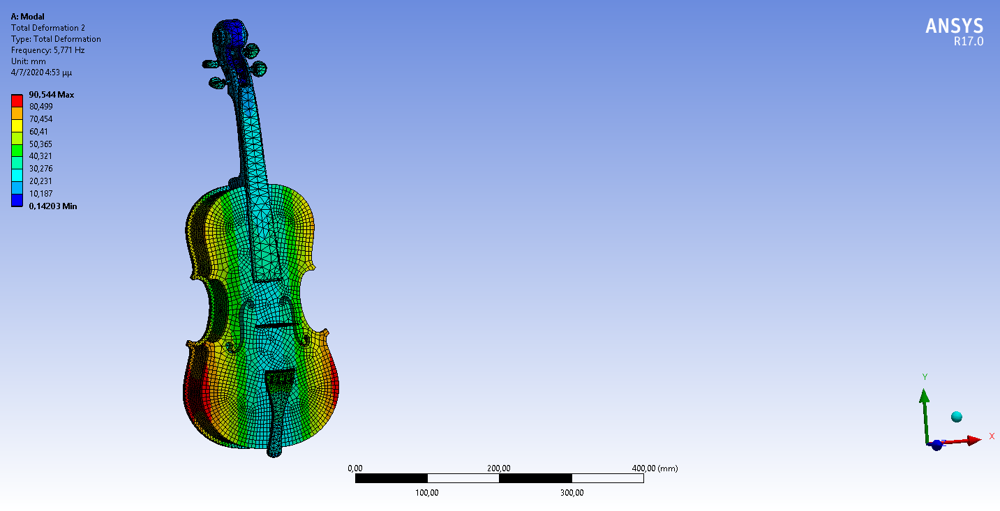 A: Modal
Total Deformation 2
Type: Total Deformation
Frequency: 5,771 Hz
Unit: mm
4/7/2020 4:53 μμ
90,544 Max
80,499
70,454
60,41
50,365
40,321
30,276
20,231
10,187
0,14203 Min
ANSYS
R17.0
Y
X
Z
0,00 200,00 400,00 (mm)
100,00 300,00